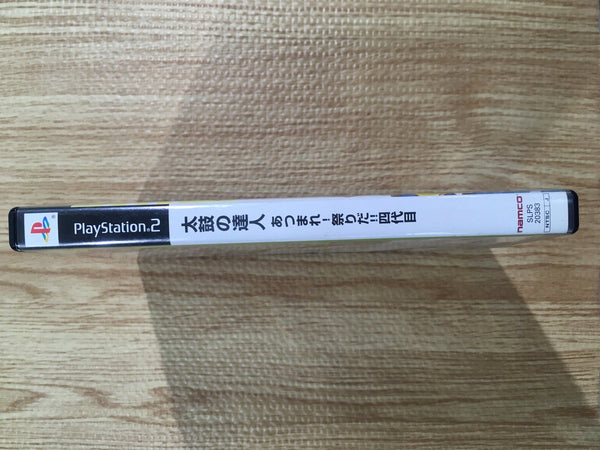 PlayStation.2
太鼓の達人 あつまれ!祭りだ!!四代目
namco
SLPS
20383
NTSC J